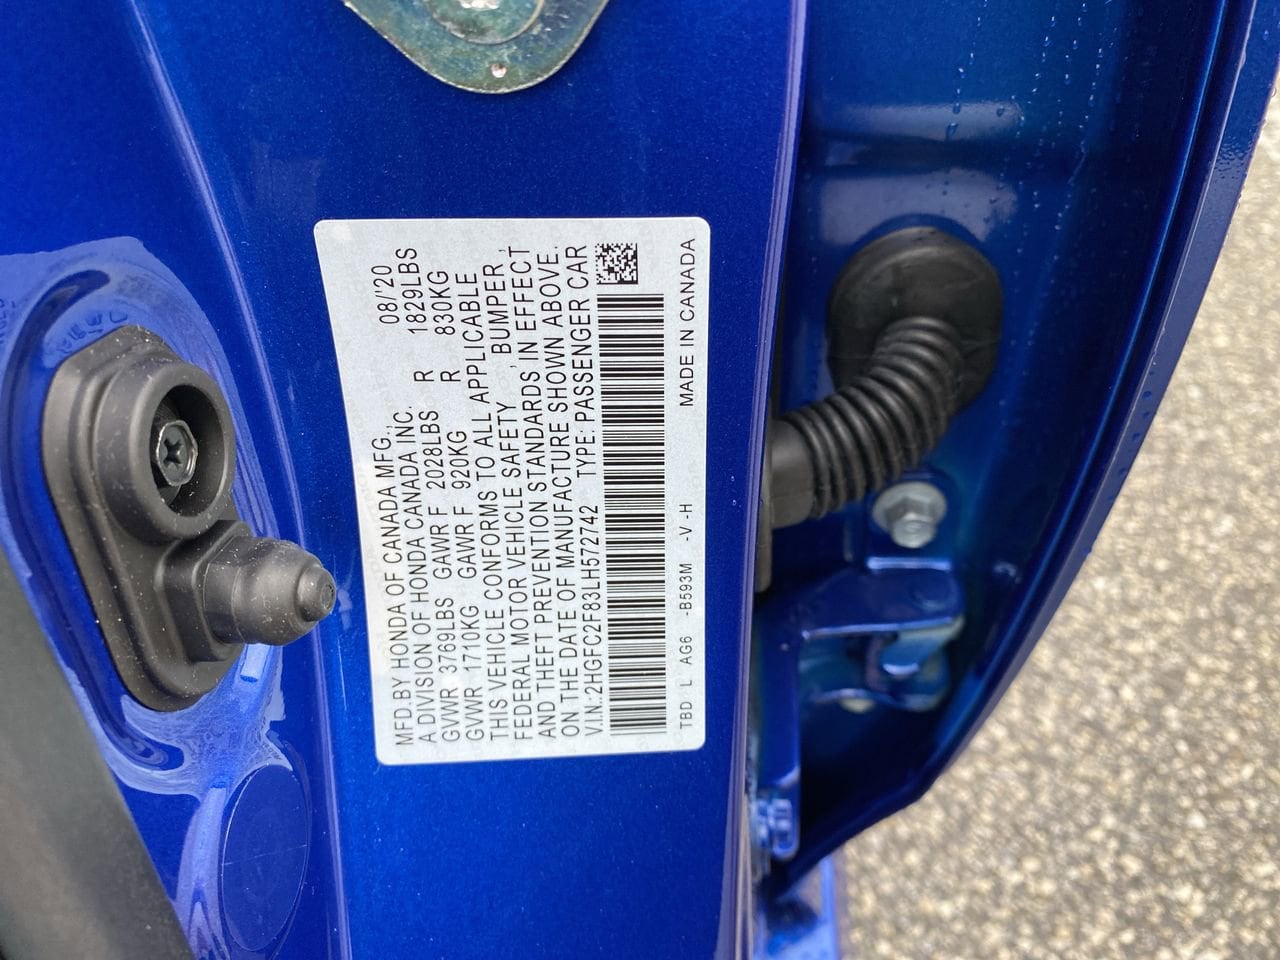 MFD.BY HONDA OF CANADA MFG., 08/'20
A DIVISION OF HONDA CANADA INC.
GVWR 3769LBS GAWR F 2028LBS R 1829LBS
GVWR 1710KG GAWR F 920KG R 830KG
THIS VEHICLE CONFORMS TO ALL APPLICABLE
FEDERAL MOTOR VEHICLE SAFETY, BUMPER,
AND THEFT PREVENTION STANDARDS IN EFFECT
ON THE DATE OF MANUFACTURE SHOWN ABOVE.
V.I.N.:2HGFC2F83LH572742 TYPE:PASSENGER CAR
TBD L AG6 -B593M -V-H MADE IN CANADA